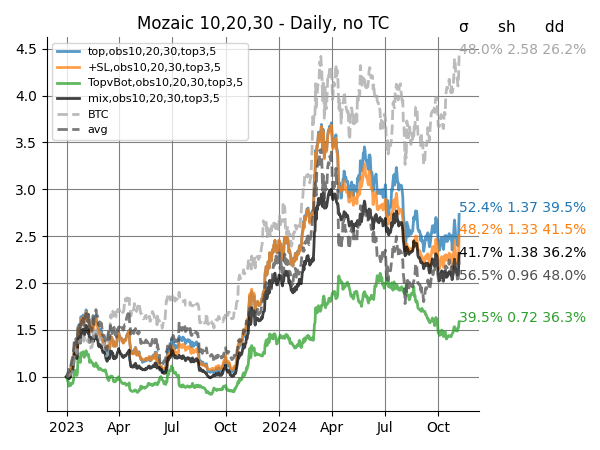 Mozaic 10,20,30 - Daily, no TC
σ sh dd
top,obs10,20,30,top3,5
+SL,obs10,20,30,top3,5
TopvBot,obs10,20,30,top3,5
mix,obs10,20,30,top3,5
BTC
avg
48.0% 2.58 26.2%
52.4% 1.37 39.5%
48.2% 1.33 41.5%
41.7% 1.38 36.2%
56.5% 0.96 48.0%
39.5% 0.72 36.3%
4.5
4.0
3.5
3.0
2.5
2.0
1.5
1.0
2023 Apr Jul Oct 2024 Apr Jul Oct